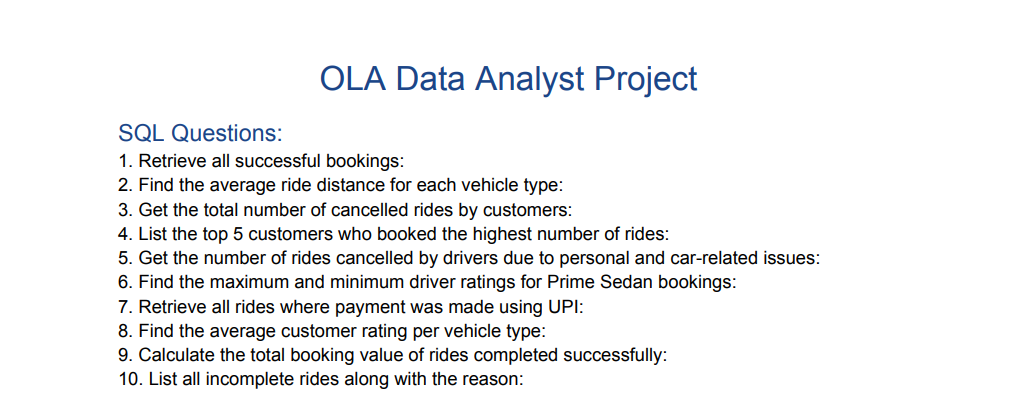 OLA Data Analyst Project
SQL Questions:
1. Retrieve all successful bookings:
2. Find the average ride distance for each vehicle type:
3. Get the total number of cancelled rides by customers:
4. List the top 5 customers who booked the highest number of rides:
5. Get the number of rides cancelled by drivers due to personal and car-related issues:
6. Find the maximum and minimum driver ratings for Prime Sedan bookings:
7. Retrieve all rides where payment was made using UPI:
8. Find the average customer rating per vehicle type:
9. Calculate the total booking value of rides completed successfully:
10. List all incomplete rides along with the reason: